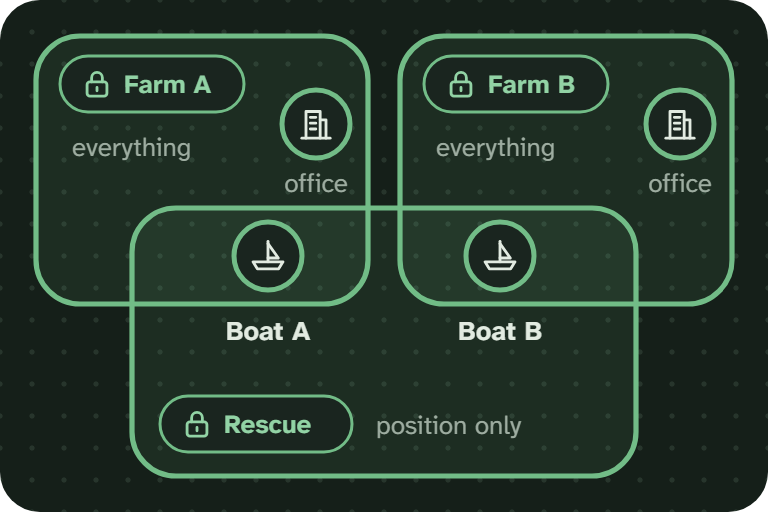 Farm A
everything
office
Farm B
everything
office
Boat A
Boat B
Rescue
position only